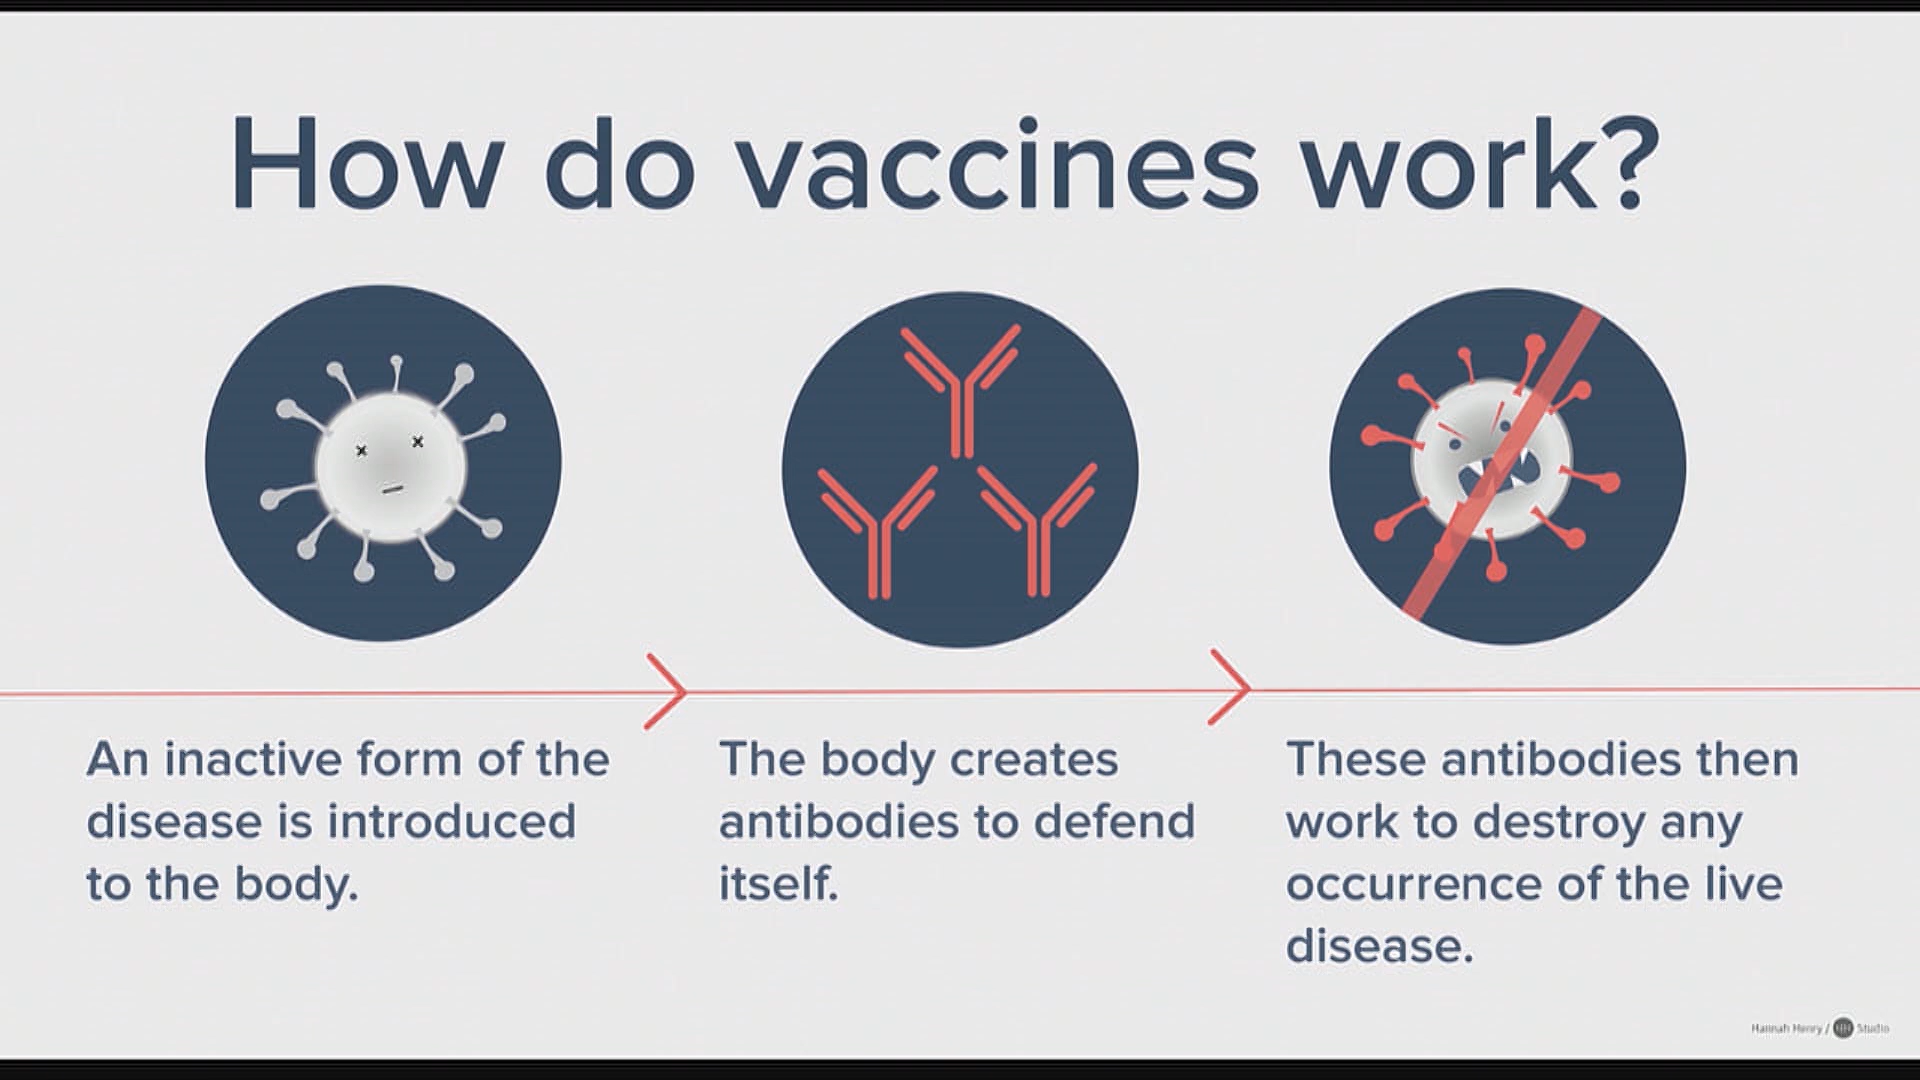 How do vaccines work?
An inactive form of the
disease is introduced
to the body.
The body creates
antibodies to defend
itself.
These antibodies then
work to destroy any
occurrence of the live
disease.
Hannah Henry / HH Studio